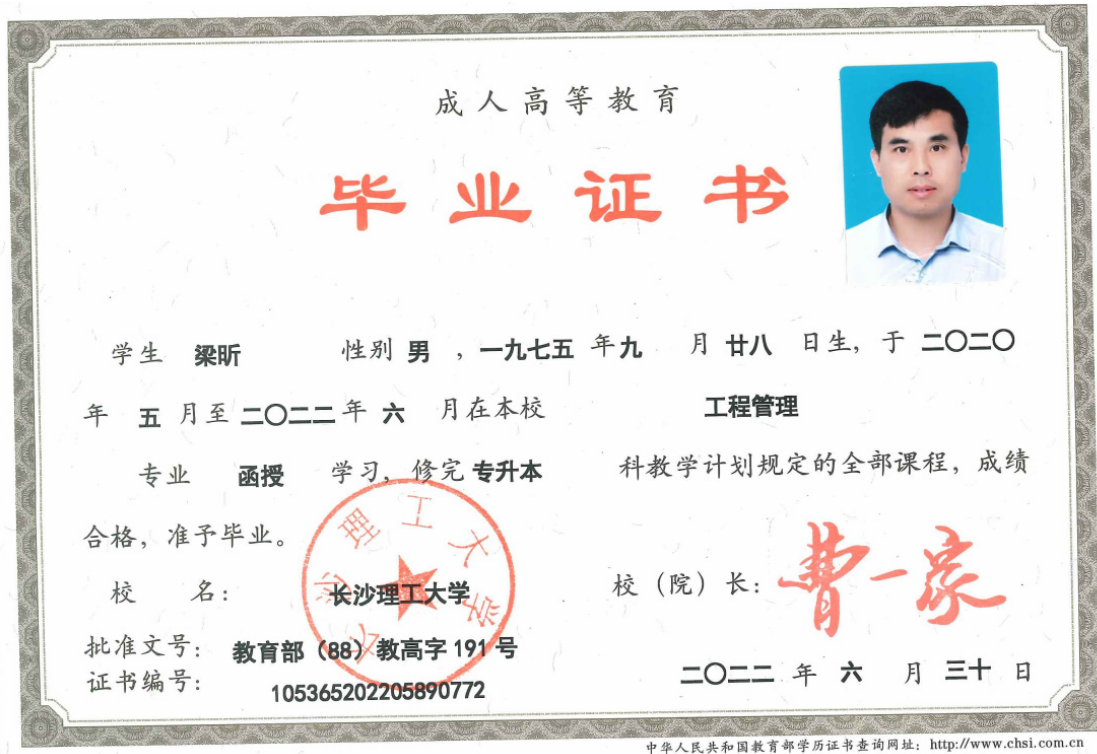 成人高等教育
毕业证书
学生 梁昕 性别 男 ，一九七五 年 九 月 廿八 日生，于 二〇二〇
年 五 月至 二〇二二 年 六 月在本校 工程管理
专业 函授 学习，修完 专升本 科教学计划规定的全部课程，成绩
合格，准予毕业。
校 名： 长沙理工大学 校（院）长： 曹一家
批准文号： 教育部（88）教高字 191 号
证书编号： 105365202205890772
二〇二二 年 六 月 三十 日
长沙理工大学
中华人民共和国教育部学历证书查询网址：http://www.chsi.com.cn